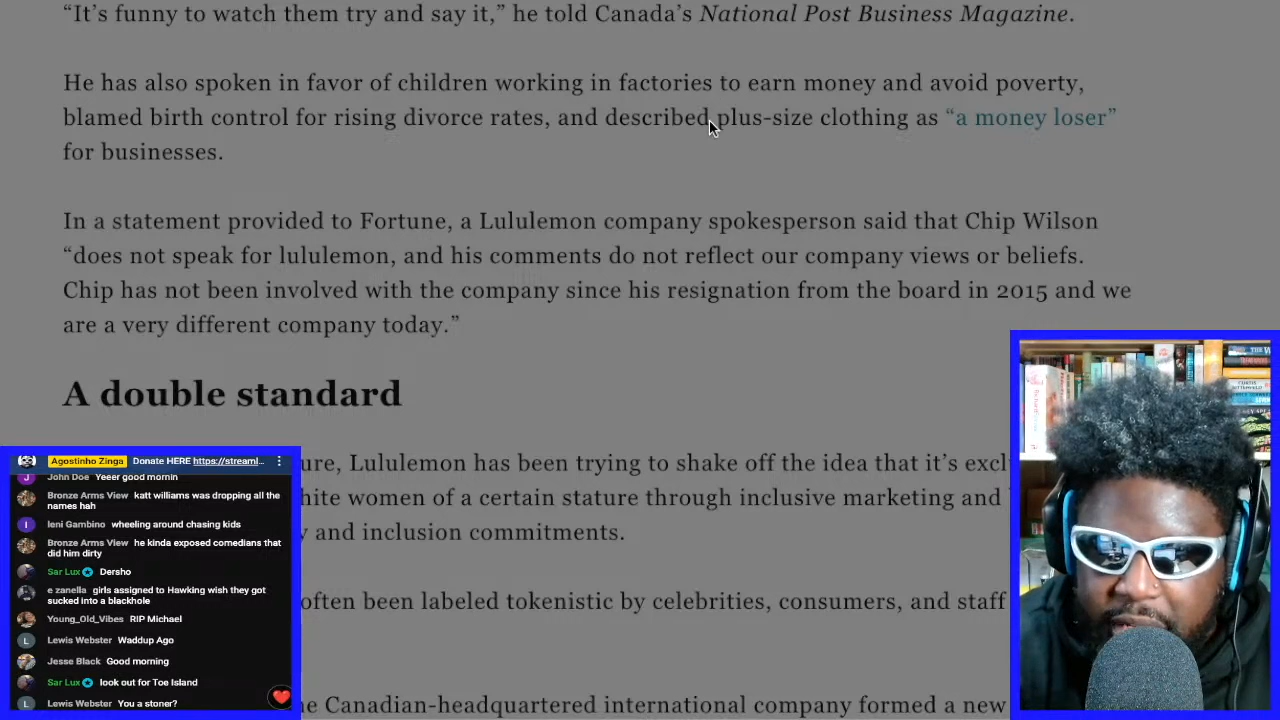 “It’s funny to watch them try and say it,” he told Canada’s National Post Business Magazine.
He has also spoken in favor of children working in factories to earn money and avoid poverty,
blamed birth control for rising divorce rates, and described plus-size clothing as “a money loser”
for businesses.
In a statement provided to Fortune, a Lululemon company spokesperson said that Chip Wilson
“does not speak for lululemon, and his comments do not reflect our company views or beliefs.
Chip has not been involved with the company since his resignation from the board in 2015 and we
are a very different company today.”
A double standard
ure, Lululemon has been trying to shake off the idea that it’s excl
hite women of a certain stature through inclusive marketing and
y and inclusion commitments.
often been labeled tokenistic by celebrities, consumers, and staff
he Canadian-headquartered international company formed a new
Agostinho Zinga Donate HERE https://streaml...
John Doe Yeeer good mornin
Bronze Arms View katt williams was dropping all the
names hah
Ieni Gambino wheeling around chasing kids
Bronze Arms View he kinda exposed comedians that
did him dirty
Sar Lux Dersho
e zanella girls assigned to Hawking wish they got
sucked into a blackhole
Young_Old_Vibes RIP Michael
Lewis Webster Waddup Ago
Jesse Black Good morning
Sar Lux look out for Toe Island
Lewis Webster You a stoner?